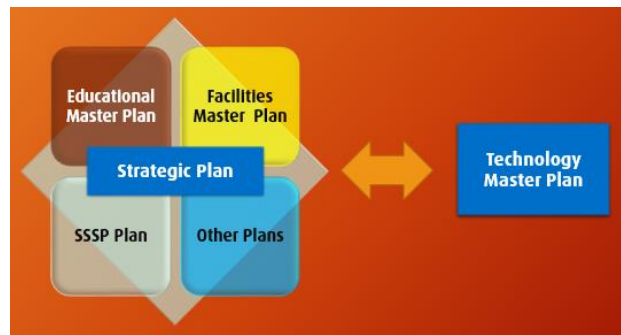 Educational
Master Plan
Facilities
Master Plan
Strategic Plan
SSSP Plan
Other Plans
Technology
Master Plan